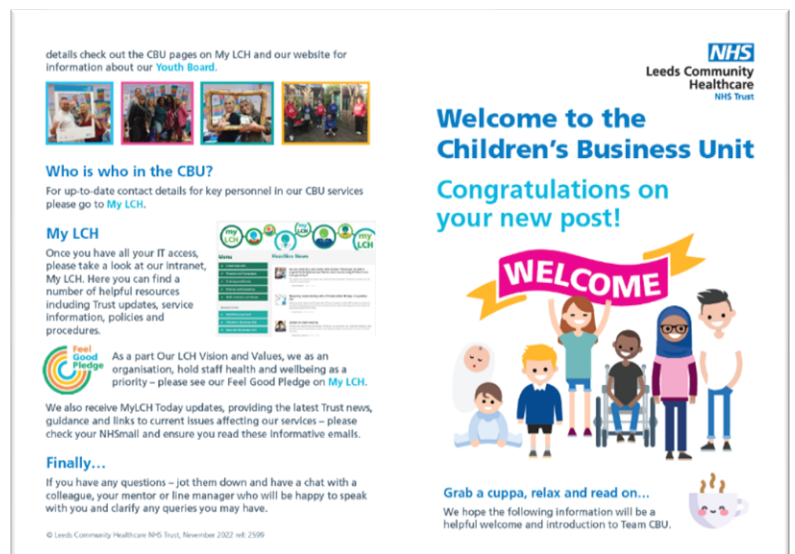 details check out the CBU pages on My LCH and our website for
information about our Youth Board.
Who is who in the CBU?
For up-to-date contact details for key personnel in our CBU services
please go to My LCH.
My LCH
Once you have all your IT access,
please take a look at our intranet,
My LCH. Here you can find a
number of helpful resources
including Trust updates, service
information, policies and
procedures.
my
LCH
my
LCH
my
LCH
Menu
Headline News
Feel
Good
Pledge
As a part Our LCH Vision and Values, we as an
organisation, hold staff health and wellbeing as a
priority – please see our Feel Good Pledge on My LCH.
We also receive MyLCH Today updates, providing the latest Trust news,
guidance and links to current issues affecting our services – please
check your NHSmail and ensure you read these informative emails.
Finally...
If you have any questions – jot them down and have a chat with a
colleague, your mentor or line manager who will be happy to speak
with you and clarify any queries you may have.
© Leeds Community Healthcare NHS Trust, November 2022 ref: 2599
NHS
Leeds Community
Healthcare
NHS Trust
Welcome to the
Children's Business Unit
Congratulations on
your new post!
WELCOME
Grab a cuppa, relax and read on...
We hope the following information will be a
helpful welcome and introduction to Team CBU.